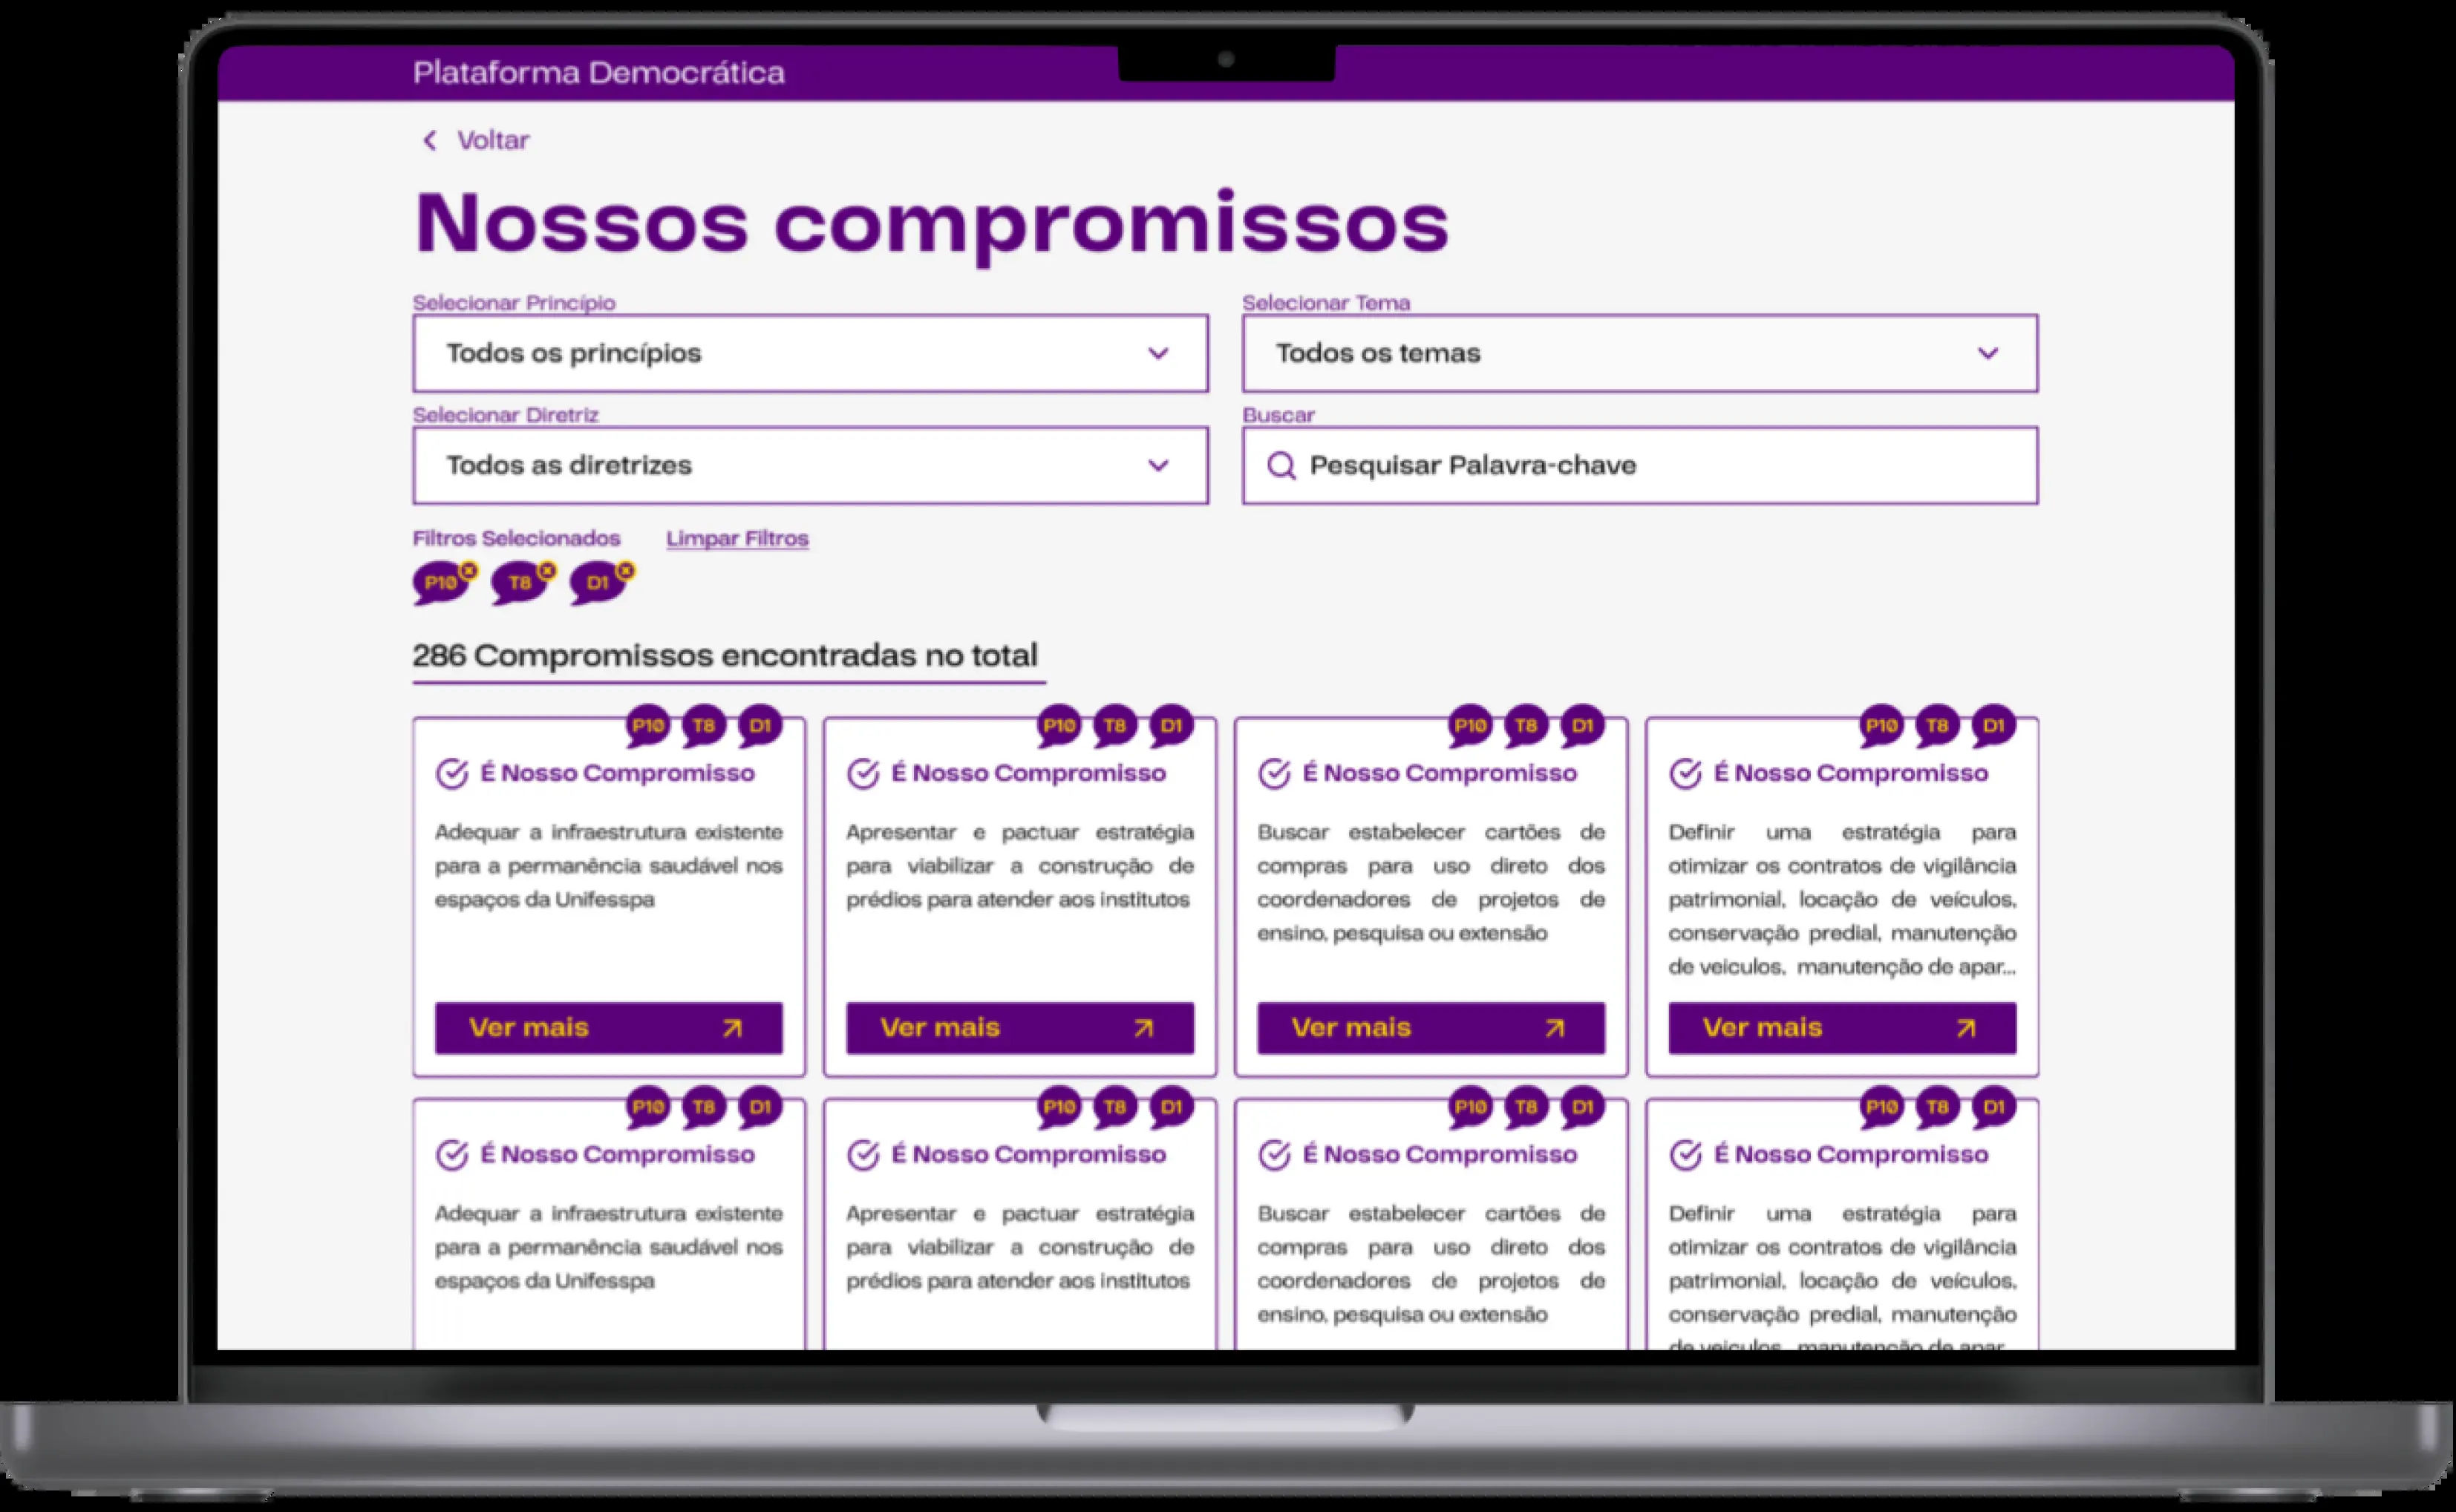 Plataforma Democrática
Voltar
Nossos compromissos
Selecionar Princípio
Todos os princípios
Selecionar Tema
Todos os temas
Selecionar Diretriz
Todos as diretrizes
Buscar
Pesquisar Palavra-chave
Filtros Selecionados Limpar Filtros
P10 T8 D1
286 Compromissos encontradas no total
P10 T8 D1
É Nosso Compromisso
Adequar a infraestrutura existente
para a permanência saudável nos
espaços da Unifesspa
Ver mais
P10 T8 D1
É Nosso Compromisso
Apresentar e pactuar estratégia
para viabilizar a construção de
prédios para atender aos institutos
Ver mais
P10 T8 D1
É Nosso Compromisso
Buscar estabelecer cartões de
compras para uso direto dos
coordenadores de projetos de
ensino, pesquisa ou extensão
Ver mais
P10 T8 D1
É Nosso Compromisso
Definir uma estratégia para
otimizar os contratos de vigilância
patrimonial, locação de veículos,
conservação predial, manutenção
de veiculos, manutenção de apar...
Ver mais
P10 T8 D1
É Nosso Compromisso
Adequar a infraestrutura existente
para a permanência saudável nos
espaços da Unifesspa
P10 T8 D1
É Nosso Compromisso
Apresentar e pactuar estratégia
para viabilizar a construção de
prédios para atender aos institutos
P10 T8 D1
É Nosso Compromisso
Buscar estabelecer cartões de
compras para uso direto dos
coordenadores de projetos de
ensino, pesquisa ou extensão
P10 T8 D1
É Nosso Compromisso
Definir uma estratégia para
otimizar os contratos de vigilância
patrimonial, locação de veículos,
conservação predial, manutenção
de veiculos, manutenção de apar...